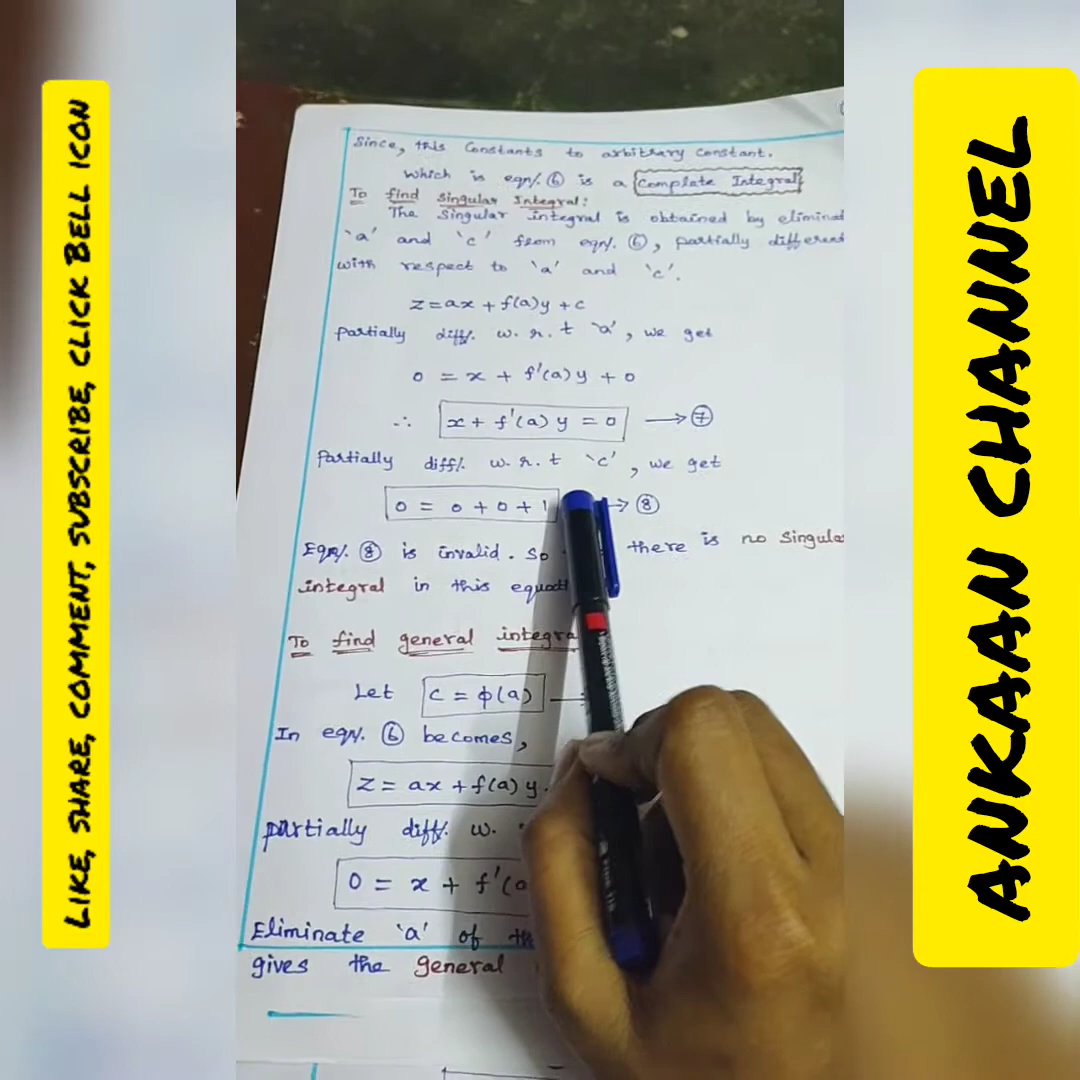 LIKE, SHARE, COMMENT, SUBSCRIBE, CLICK BELL ICON
Since, this Constants to arbitrary constant.
Which is eqn/. ⑥ is a Complete Integral
To find Singular Integral:
The Singular integral is obtained by
'a' and 'c' from eqn/. ⑥, partially
with respect to 'a' and 'c'.
z = ax + f(a)y + c
Partially diff/. w.r.t 'a', we get
0 = x + f'(a)y + 0
∴ x + f'(a) y = 0 ⟶ ⑦
Partially diff/. w.r.t 'c', we get
0 = 0 + 0 + 1 ⟶ ⑧
Eqn/. ⑧ is invalid. So there is no
integral in this
To find general
Let c = φ(a) ⟶
In eqn/. ⑥ becomes,
z = ax + f(a) y
partially diff/. w.
0 = x + f'(a
Eliminate 'a' of
gives the general
ANKAAN CHANNEL